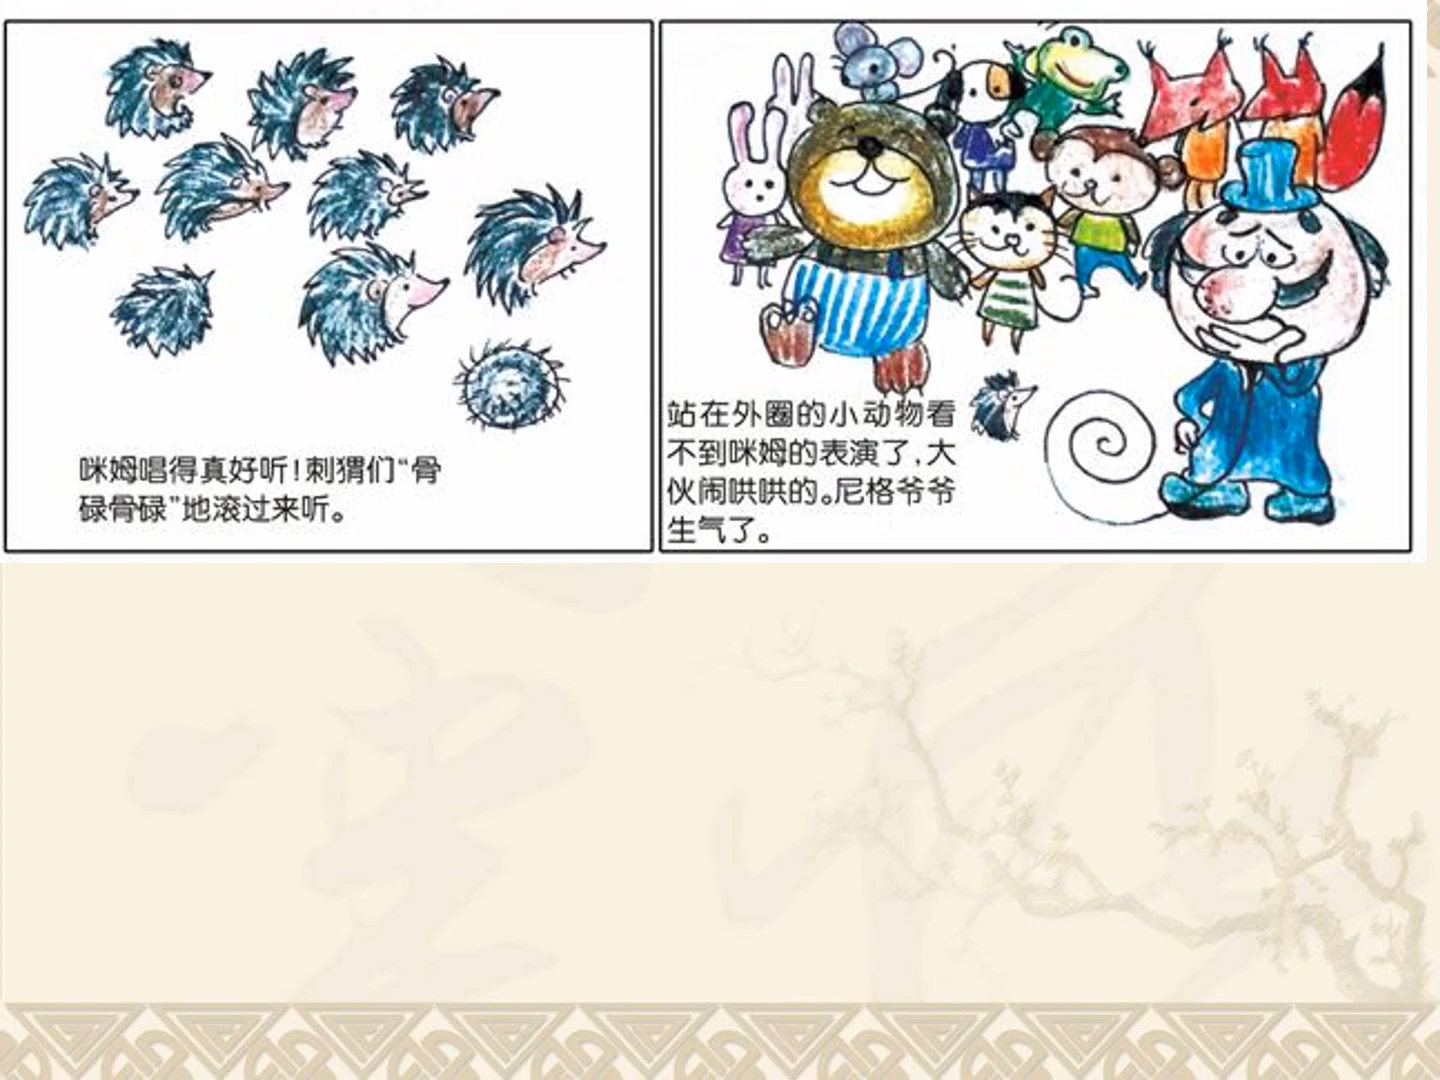 咪姆唱得真好听!刺猬们“骨
碌骨碌”地滚过来听。
站在外圈的小动物看
不到咪姆的表演了,大
伙闹哄哄的。尼格爷爷
生气了。